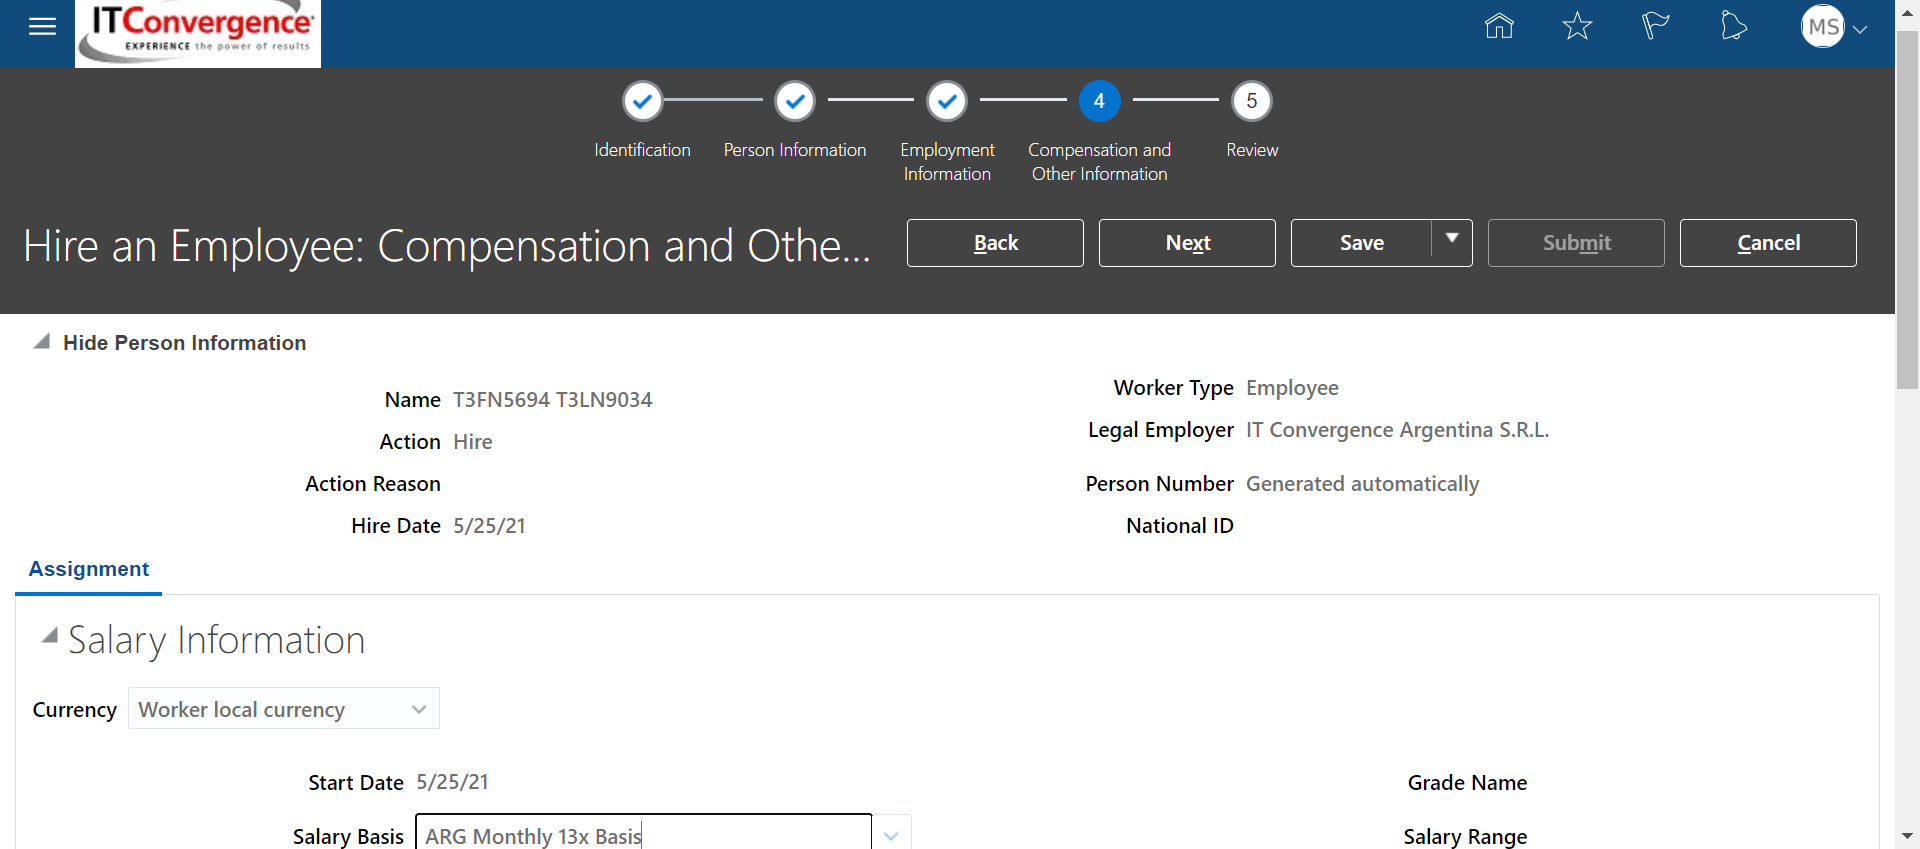 ITConvergence
EXPERIENCE the power of results
MS
4
5
Identification
Person Information
Employment
Information
Compensation and
Other Information
Review
Hire an Employee: Compensation and Othe...
Back
Next
Save
Submit
Cancel
Hide Person Information
Name T3FN5694 T3LN9034
Action Hire
Action Reason
Hire Date 5/25/21
Worker Type Employee
Legal Employer IT Convergence Argentina S.R.L.
Person Number Generated automatically
National ID
Assignment
Salary Information
Currency Worker local currency
Start Date 5/25/21
Grade Name
Salary Basis ARG Monthly 13x Basis
Salary Range